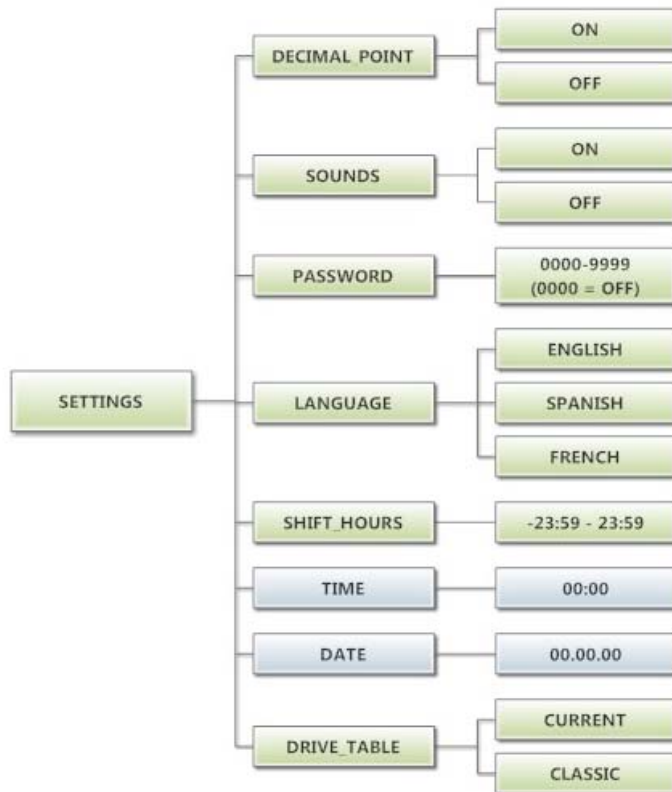 DECIMAL_POINT
ON
OFF
SOUNDS
ON
OFF
PASSWORD
0000-9999
(0000 = OFF)
SETTINGS
LANGUAGE
ENGLISH
SPANISH
FRENCH
SHIFT_HOURS
-23:59 - 23:59
TIME
00:00
DATE
00.00.00
DRIVE_TABLE
CURRENT
CLASSIC